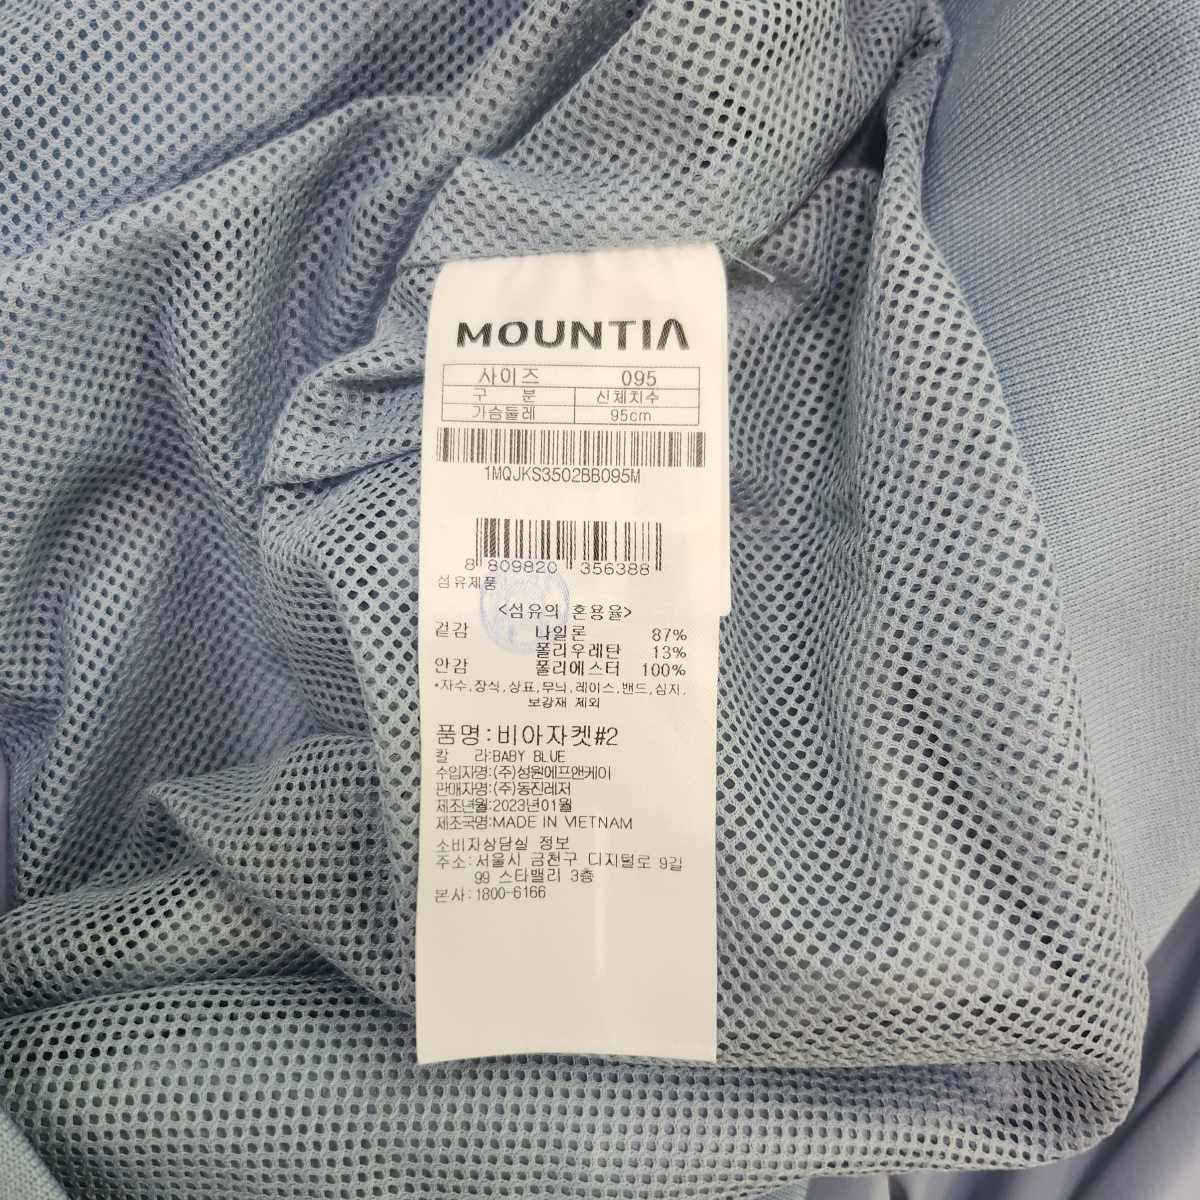 MOUNTIA
사이즈 095
구 분 신체치수
가슴둘레 95cm
1MQJKS3502BB095M
8 809820 356388
섬유제품
<섬유의 혼용율>
겉감 나일론 87%
폴리우레탄 13%
안감 폴리에스터 100%
*자수,장식,상표,무늬,레이스,밴드,심지,
보강재 제외
품명:비아자켓#2
칼 라:BABY BLUE
수입자명:(주)성원에프앤케이
판매자명:(주)동진레저
제조년월:2023년01월
제조국명:MADE IN VIETNAM
소비자상담실 정보
주소:서울시 금천구 디지털로 9길
99 스타밸리 3층
본사:1800-6166